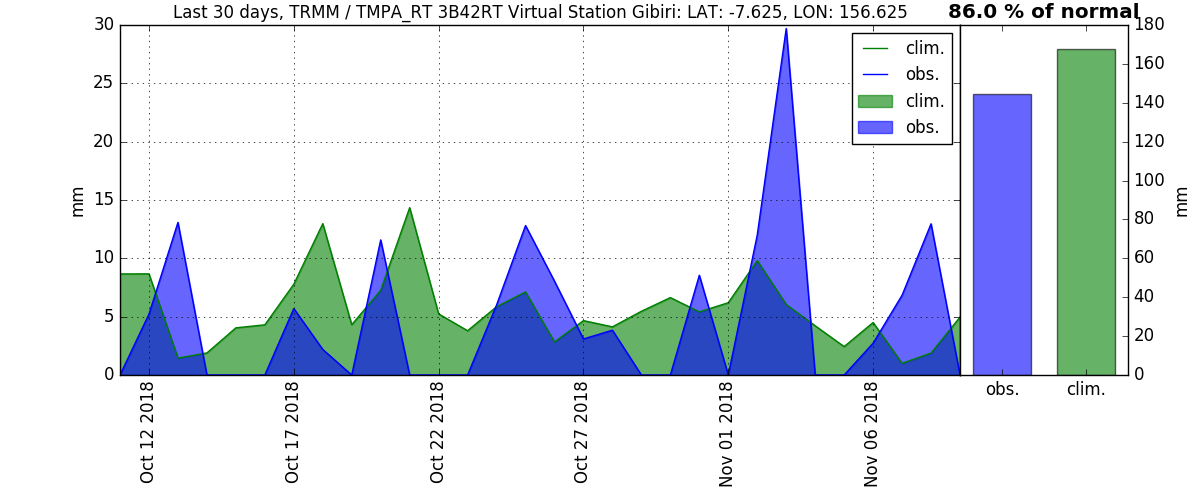 Last 30 days, TRMM / TMPA_RT 3B42RT Virtual Station Gibiri: LAT: -7.625, LON: 156.625
86.0 % of normal
30
25
20
15
10
5
0
mm
clim.
obs.
clim.
obs.
180
160
140
120
100
80
60
40
20
0
mm
obs.
clim.
Oct 12 2018
Oct 17 2018
Oct 22 2018
Oct 27 2018
Nov 01 2018
Nov 06 2018